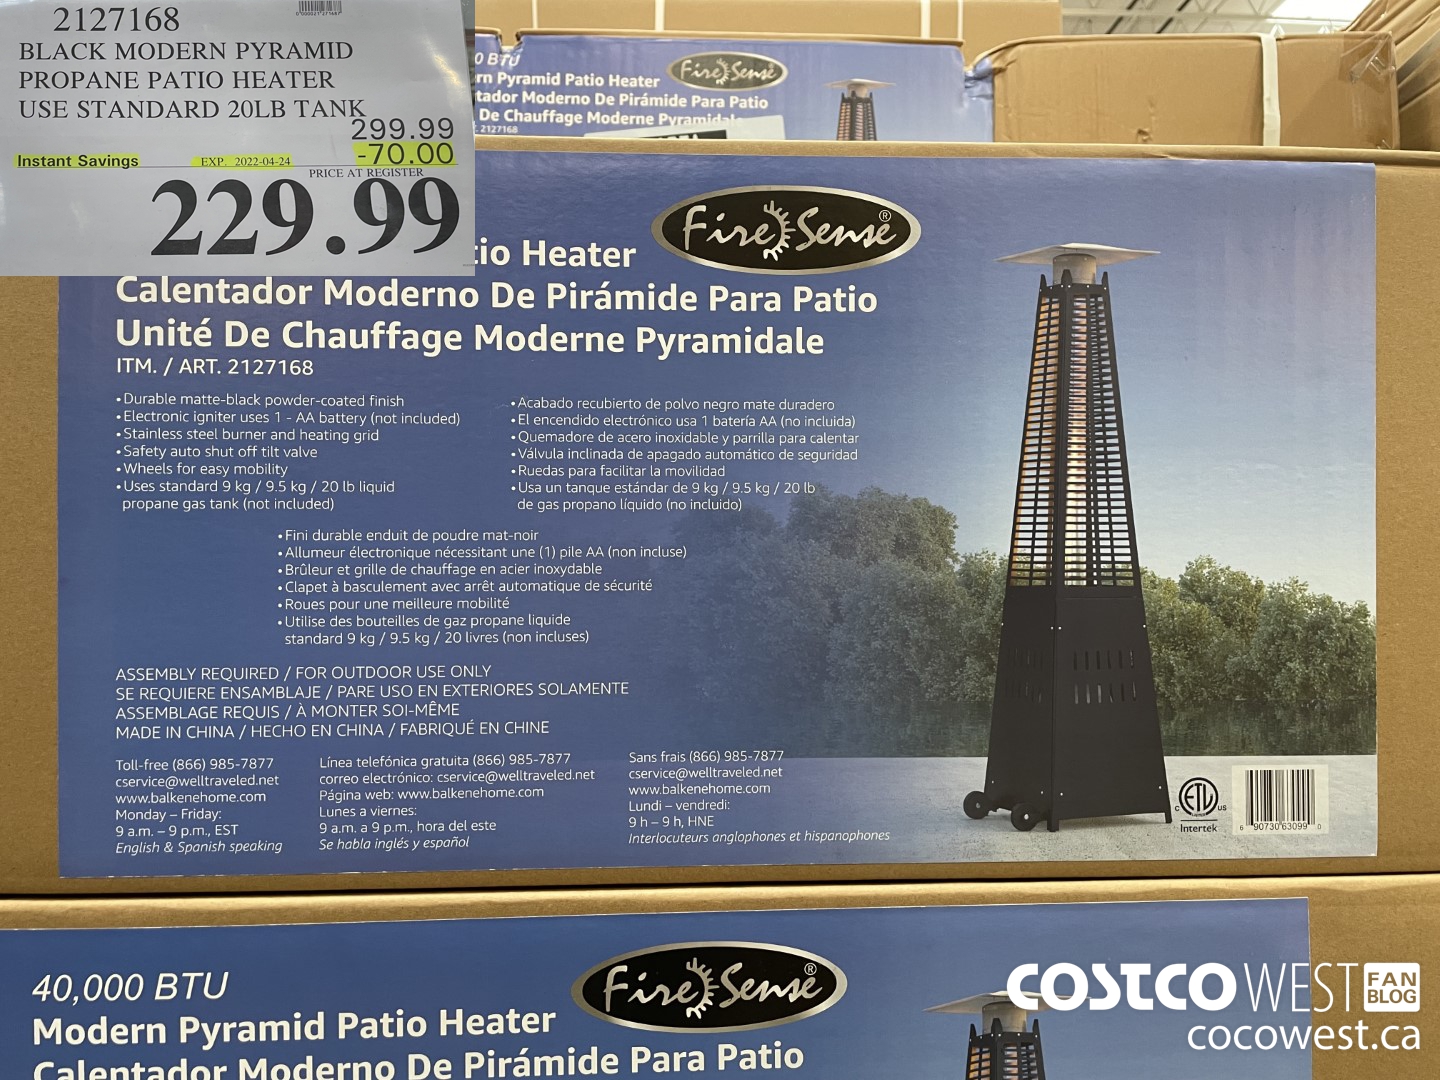 2127168
BLACK MODERN PYRAMID
PROPANE PATIO HEATER
USE STANDARD 20LB TANK
299.99
Instant Savings EXP. 2022-04-24 -70.00
PRICE AT REGISTER
229.99
0 BTU
rn Pyramid Patio Heater
tador Moderno De Pirámide Para Patio
De Chauffage Moderne Pyramidale
2127168
Fire Sense
Fire Sense®
tio Heater
Calentador Moderno De Pirámide Para Patio
Unité De Chauffage Moderne Pyramidale
ITM. / ART. 2127168
•Durable matte-black powder-coated finish
•Electronic igniter uses 1 - AA battery (not included)
•Stainless steel burner and heating grid
•Safety auto shut off tilt valve
•Wheels for easy mobility
•Uses standard 9 kg / 9.5 kg / 20 lb liquid
propane gas tank (not included)
•Acabado recubierto de polvo negro mate duradero
•El encendido electrónico usa 1 batería AA (no incluida)
•Quemador de acero inoxidable y parrilla para calentar
•Válvula inclinada de apagado automático de seguridad
•Ruedas para facilitar la movilidad
•Usa un tanque estándar de 9 kg / 9.5 kg / 20 lb
de gas propano líquido (no incluido)
•Fini durable enduit de poudre mat-noir
•Allumeur électronique nécessitant une (1) pile AA (non incluse)
•Brûleur et grille de chauffage en acier inoxydable
•Clapet à basculement avec arrêt automatique de sécurité
•Roues pour une meilleure mobilité
•Utilise des bouteilles de gaz propane liquide
standard 9 kg / 9.5 kg / 20 livres (non incluses)
ASSEMBLY REQUIRED / FOR OUTDOOR USE ONLY
SE REQUIERE ENSAMBLAJE / PARE USO EN EXTERIORES SOLAMENTE
ASSEMBLAGE REQUIS / À MONTER SOI-MÊME
MADE IN CHINA / HECHO EN CHINA / FABRIQUÉ EN CHINE
Toll-free (866) 985-7877
cservice@welltraveled.net
www.balkenehome.com
Monday – Friday:
9 a.m. – 9 p.m., EST
English & Spanish speaking
Línea telefónica gratuita (866) 985-7877
correo electrónico: cservice@welltraveled.net
Página web: www.balkenehome.com
Lunes a viernes:
9 a.m. a 9 p.m., hora del este
Se habla inglés y español
Sans frais (866) 985-7877
cservice@welltraveled.net
www.balkenehome.com
Lundi – vendredi:
9 h – 9 h, HNE
Interlocuteurs anglophones et hispanophones
C ETL US
Intertek
6 90730 63099 0
40,000 BTU
Modern Pyramid Patio Heater
Calentador Moderno De Pirámide Para Patio
Fire Sense®
COSTCO WEST FAN BLOG
cocowest.ca